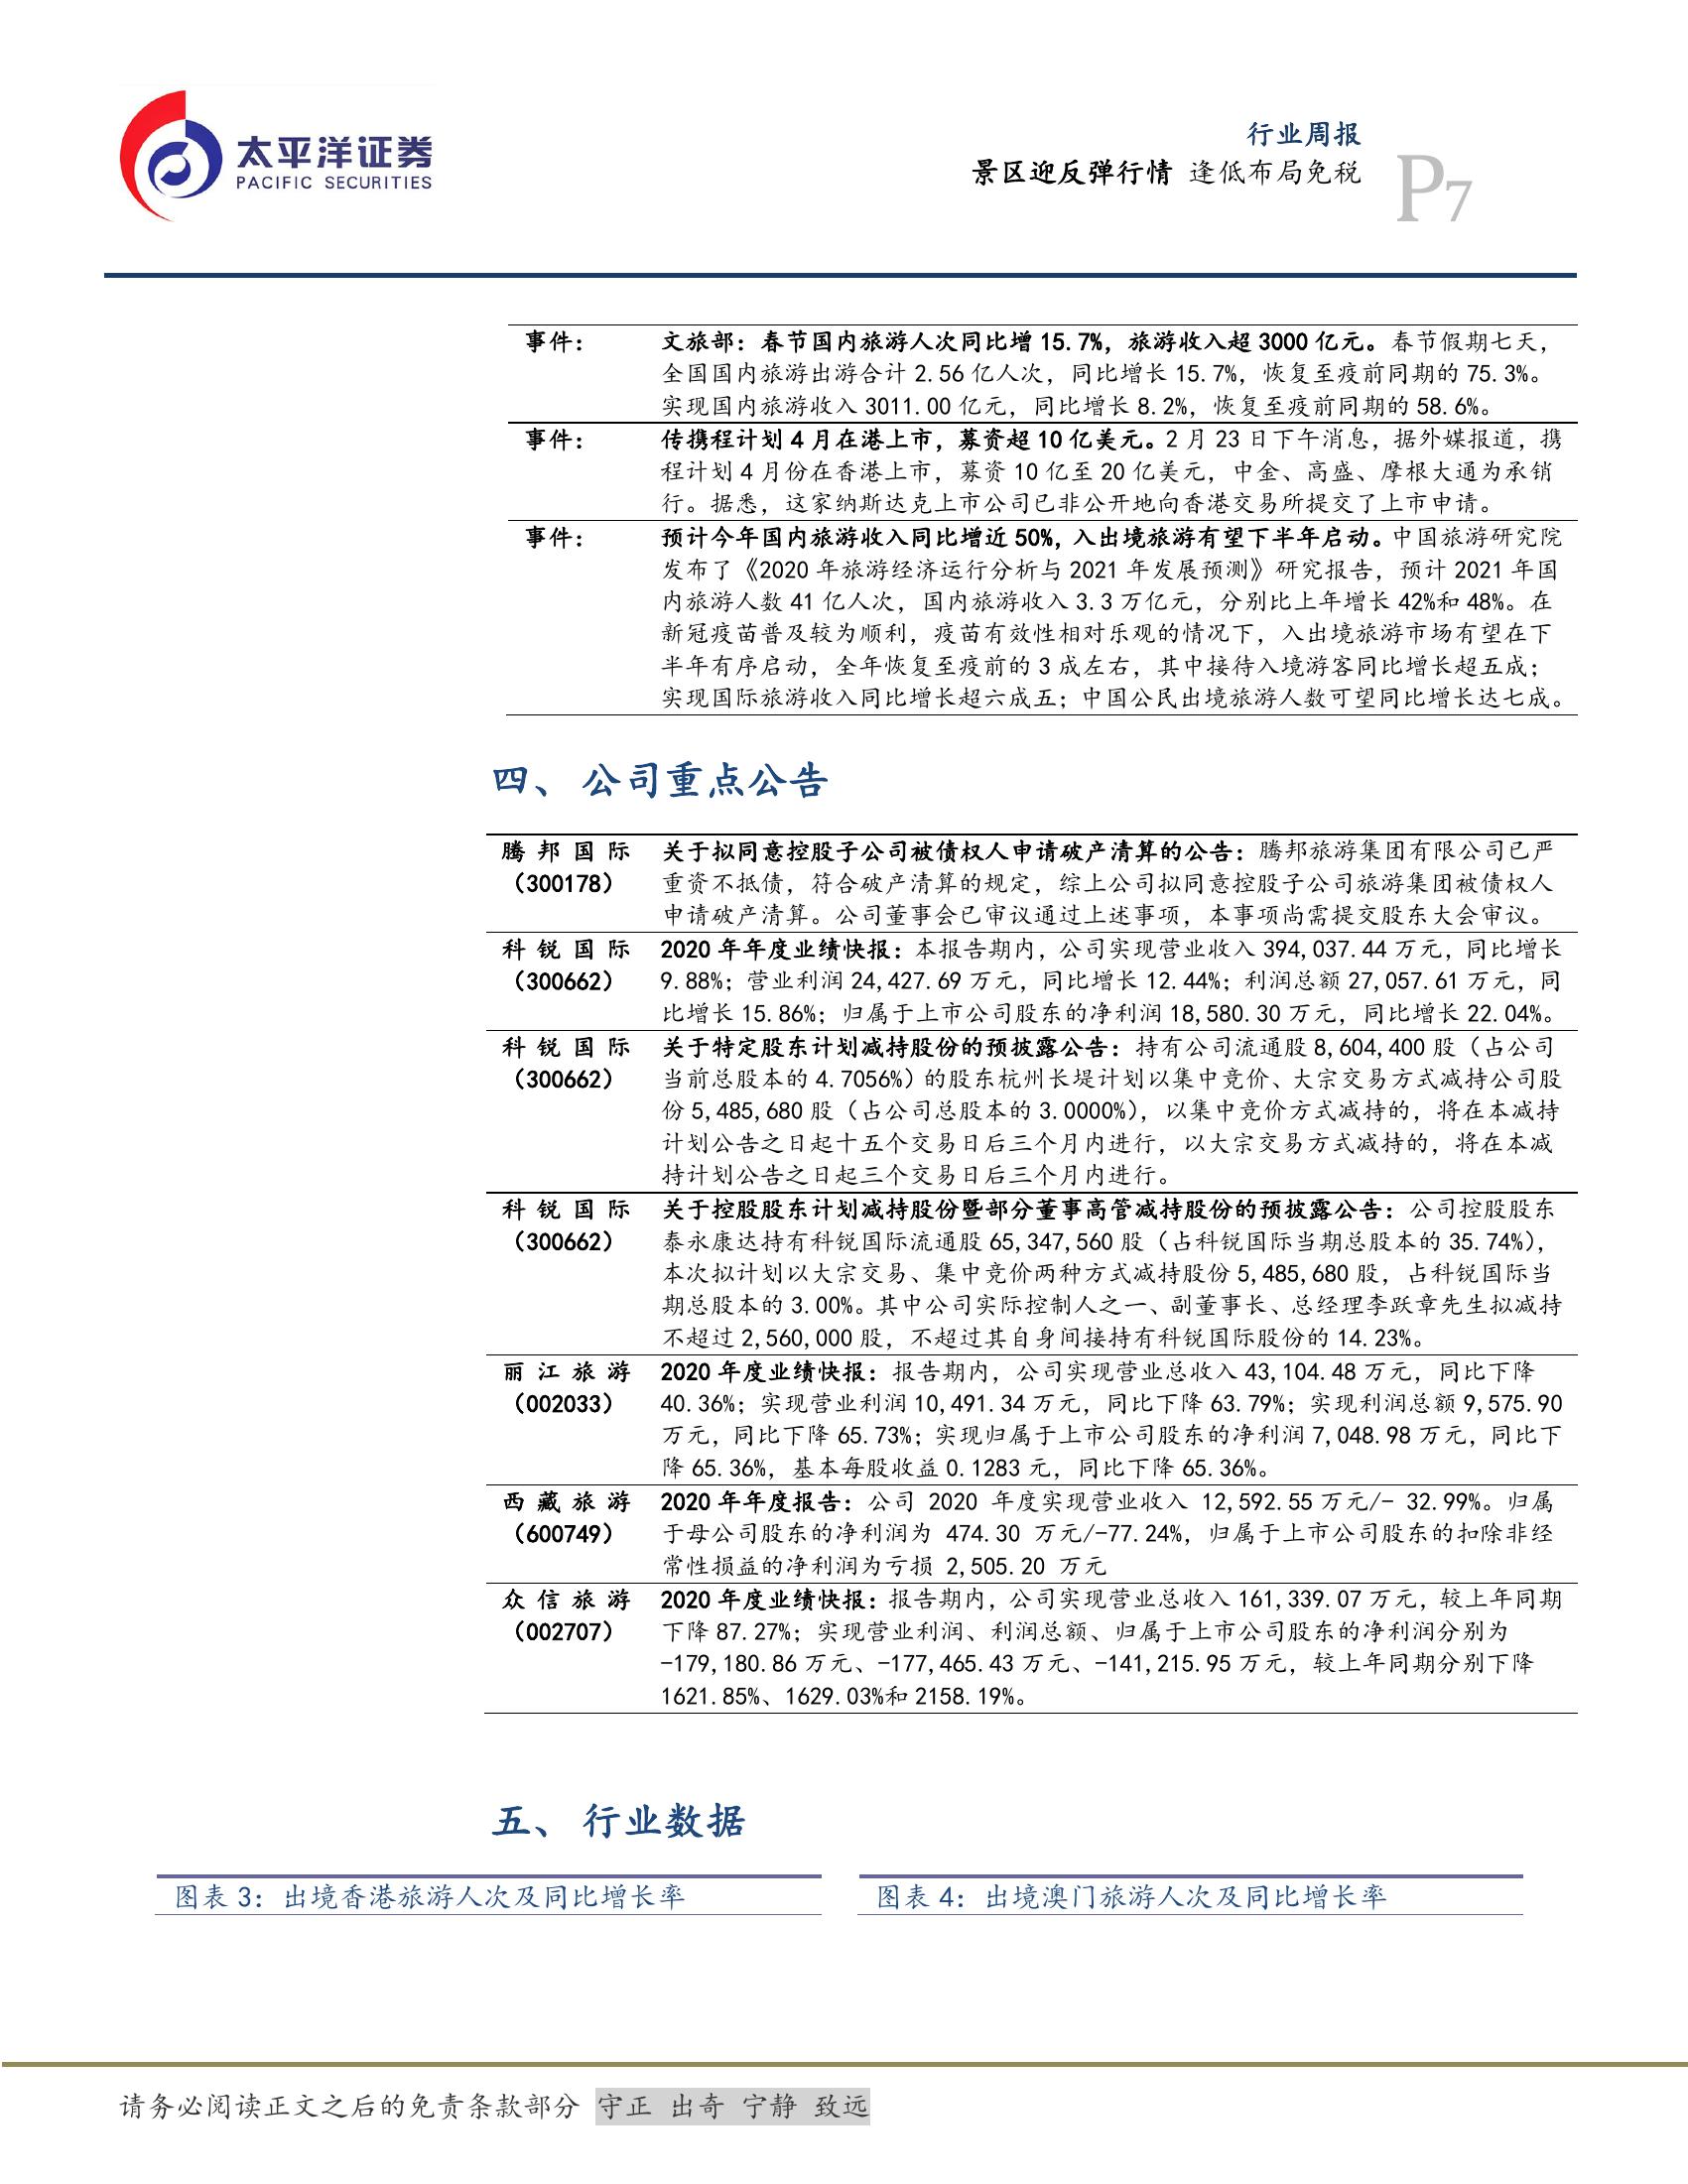 太平洋证券
PACIFIC SECURITIES
行业周报
景区迎反弹行情 逢低布局免税
P7
事件：
文旅部：春节国内旅游人次同比增 15.7%，旅游收入超 3000 亿元。春节假期七天，
全国国内旅游出游合计 2.56 亿人次，同比增长 15.7%，恢复至疫前同期的 75.3%。
实现国内旅游收入 3011.00 亿元，同比增长 8.2%，恢复至疫前同期的 58.6%。
事件：
传携程计划 4 月在港上市，募资超 10 亿美元。2 月 23 日下午消息，据外媒报道，携
程计划 4 月份在香港上市，募资 10 亿至 20 亿美元，中金、高盛、摩根大通为承销
行。据悉，这家纳斯达克上市公司已非公开地向香港交易所提交了上市申请。
事件：
预计今年国内旅游收入同比增近 50%，入出境旅游有望下半年启动。中国旅游研究院
发布了《2020 年旅游经济运行分析与 2021 年发展预测》研究报告，预计 2021 年国
内旅游人数 41 亿人次，国内旅游收入 3.3 万亿元，分别比上年增长 42%和 48%。在
新冠疫苗普及较为顺利，疫苗有效性相对乐观的情况下，入出境旅游市场有望在下
半年有序启动，全年恢复至疫前的 3 成左右，其中接待入境游客同比增长超五成；
实现国际旅游收入同比增长超六成五；中国公民出境旅游人数可望同比增长达七成。
四、 公司重点公告
腾邦国际
（300178）
关于拟同意控股子公司被债权人申请破产清算的公告：腾邦旅游集团有限公司已严
重资不抵债，符合破产清算的规定，综上公司拟同意控股子公司旅游集团被债权人
申请破产清算。公司董事会已审议通过上述事项，本事项尚需提交股东大会审议。
科锐国际
（300662）
2020 年年度业绩快报：本报告期内，公司实现营业收入 394,037.44 万元，同比增长
9.88%；营业利润 24,427.69 万元，同比增长 12.44%；利润总额 27,057.61 万元，同
比增长 15.86%；归属于上市公司股东的净利润 18,580.30 万元，同比增长 22.04%。
科锐国际
（300662）
关于特定股东计划减持股份的预披露公告：持有公司流通股 8,604,400 股（占公司
当前总股本的 4.7056%）的股东杭州长堤计划以集中竞价、大宗交易方式减持公司股
份 5,485,680 股（占公司总股本的 3.0000%），以集中竞价方式减持的，将在本减持
计划公告之日起十五个交易日后三个月内进行，以大宗交易方式减持的，将在本减
持计划公告之日起三个交易日后三个月内进行。
科锐国际
（300662）
关于控股股东计划减持股份暨部分董事高管减持股份的预披露公告：公司控股股东
泰永康达持有科锐国际流通股 65,347,560 股（占科锐国际当期总股本的 35.74%），
本次拟计划以大宗交易、集中竞价两种方式减持股份 5,485,680 股，占科锐国际当
期总股本的 3.00%。其中公司实际控制人之一、副董事长、总经理李跃章先生拟减持
不超过 2,560,000 股，不超过其自身间接持有科锐国际股份的 14.23%。
丽江旅游
（002033）
2020 年度业绩快报：报告期内，公司实现营业总收入 43,104.48 万元，同比下降
40.36%；实现营业利润 10,491.34 万元，同比下降 63.79%；实现利润总额 9,575.90
万元，同比下降 65.73%；实现归属于上市公司股东的净利润 7,048.98 万元，同比下
降 65.36%，基本每股收益 0.1283 元，同比下降 65.36%。
西藏旅游
（600749）
2020 年年度报告：公司 2020 年度实现营业收入 12,592.55 万元/- 32.99%。归属
于母公司股东的净利润为 474.30 万元/-77.24%，归属于上市公司股东的扣除非经
常性损益的净利润为亏损 2,505.20 万元
众信旅游
（002707）
2020 年度业绩快报：报告期内，公司实现营业总收入 161,339.07 万元，较上年同期
下降 87.27%；实现营业利润、利润总额、归属于上市公司股东的净利润分别为
-179,180.86 万元、-177,465.43 万元、-141,215.95 万元，较上年同期分别下降
1621.85%、1629.03%和 2158.19%。
五、 行业数据
图表 3：出境香港旅游人次及同比增长率
图表 4：出境澳门旅游人次及同比增长率
请务必阅读正文之后的免责条款部分 守正 出奇 宁静 致远